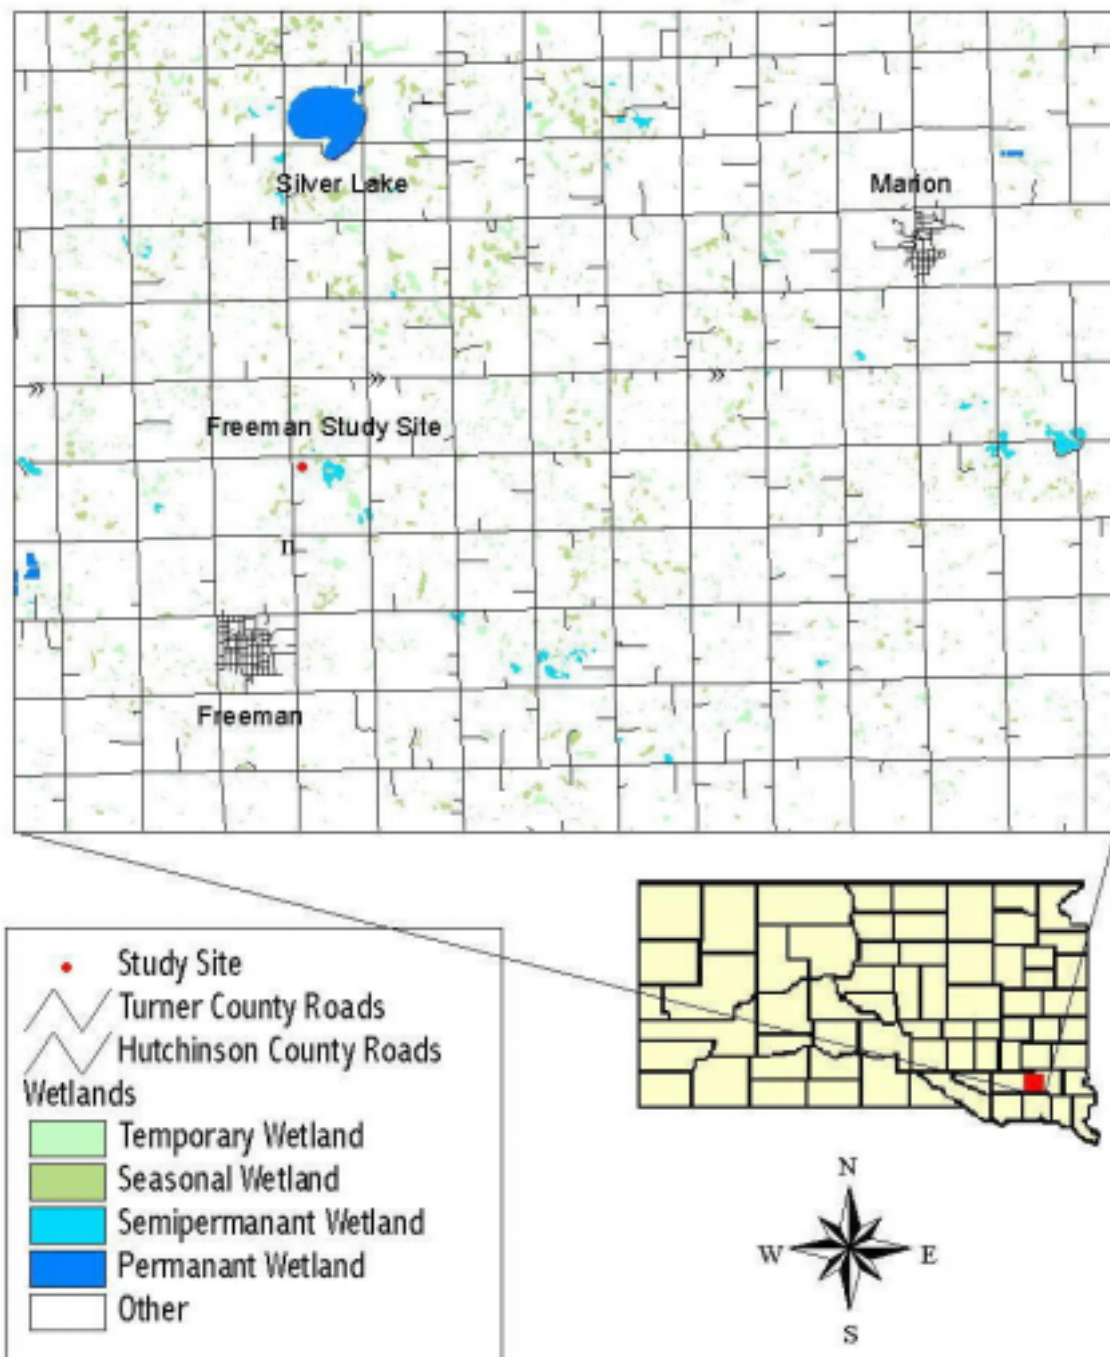 Silver Lake
Marion
n
»
»
»
Freeman Study Site
n
Freeman
Study Site
Turner County Roads
Hutchinson County Roads
Wetlands
Temporary Wetland
Seasonal Wetland
Semipermanant Wetland
Permanant Wetland
Other
N
W
E
S